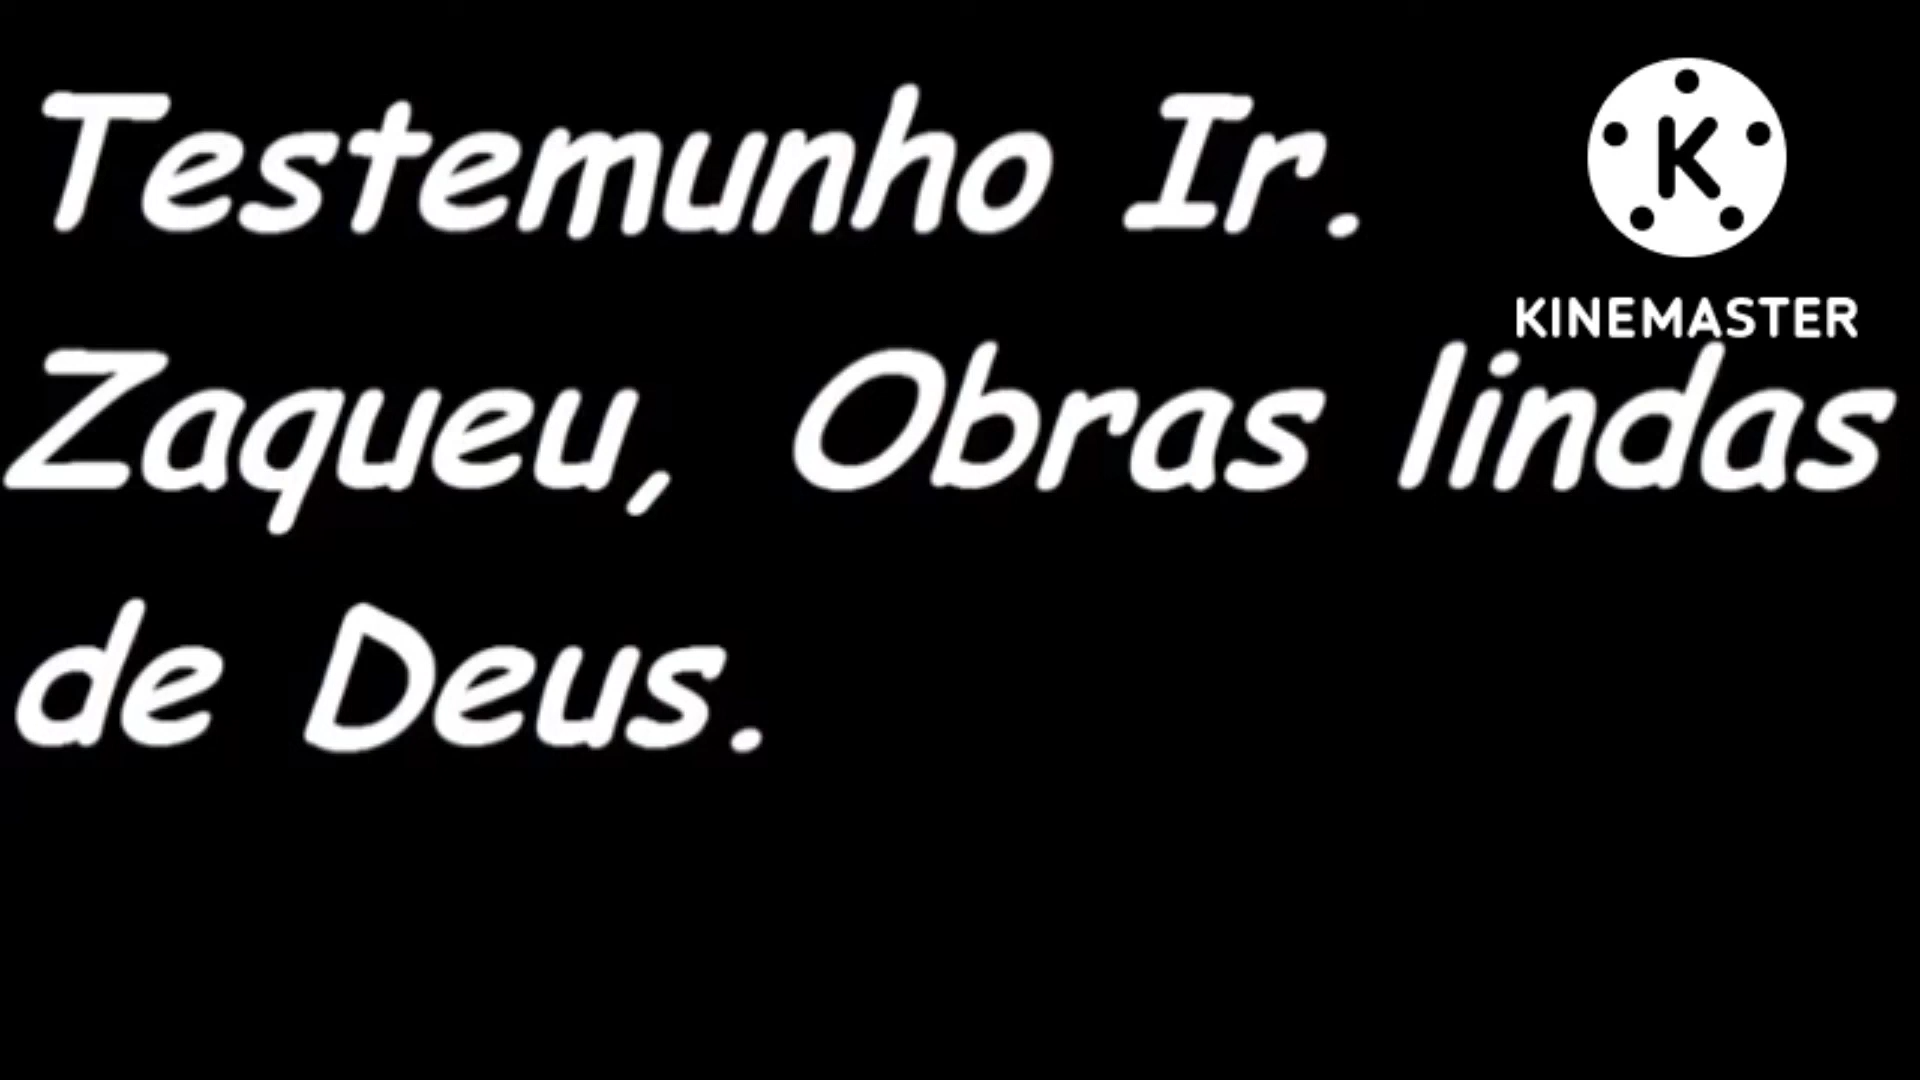 Testemunho Ir.
KINEMASTER
Zaqueu, Obras lindas
de Deus.